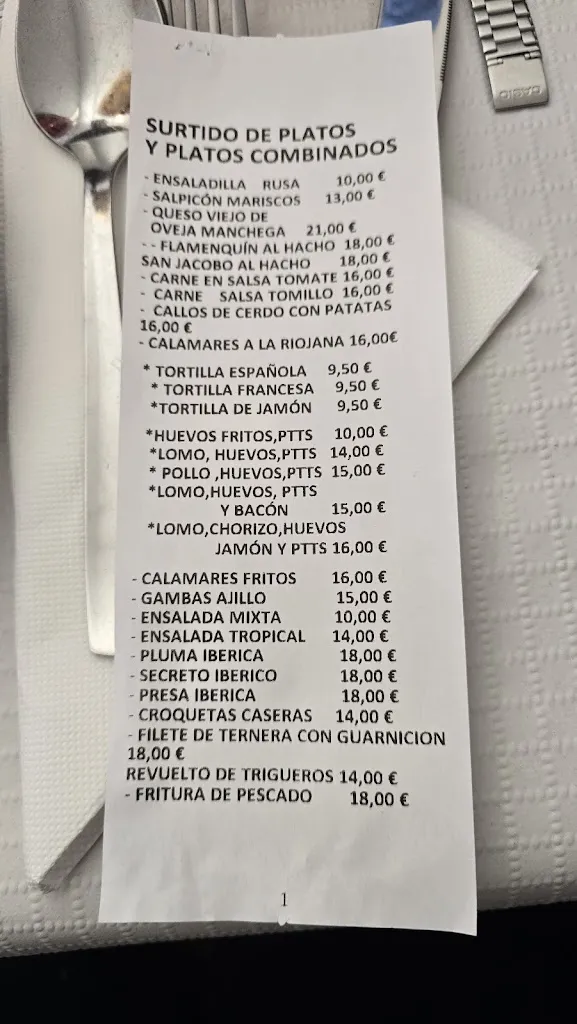 SURTIDO DE PLATOS
Y PLATOS COMBINADOS
- ENSALADILLA RUSA 10,00 €
- SALPICÓN MARISCOS 13,00 €
- QUESO VIEJO DE
OVEJA MANCHEGA 21,00 €
-- FLAMENQUÍN AL HACHO 18,00 €
SAN JACOBO AL HACHO 18,00 €
- CARNE EN SALSA TOMATE 16,00 €
- CARNE SALSA TOMILLO 16,00 €
- CALLOS DE CERDO CON PATATAS
16,00 €
- CALAMARES A LA RIOJANA 16,00€
* TORTILLA ESPAÑOLA 9,50 €
* TORTILLA FRANCESA 9,50 €
*TORTILLA DE JAMÓN 9,50 €
*HUEVOS FRITOS,PTTS 10,00 €
*LOMO, HUEVOS,PTTS 14,00 €
* POLLO ,HUEVOS,PTTS 15,00 €
*LOMO,HUEVOS, PTTS
Y BACÓN 15,00 €
*LOMO,CHORIZO,HUEVOS
JAMÓN Y PTTS 16,00 €
- CALAMARES FRITOS 16,00 €
- GAMBAS AJILLO 15,00 €
- ENSALADA MIXTA 10,00 €
- ENSALADA TROPICAL 14,00 €
- PLUMA IBERICA 18,00 €
- SECRETO IBERICO 18,00 €
- PRESA IBERICA 18,00 €
- CROQUETAS CASERAS 14,00 €
- FILETE DE TERNERA CON GUARNICION
18,00 €
REVUELTO DE TRIGUEROS 14,00 €
- FRITURA DE PESCADO 18,00 €
1
CASIO